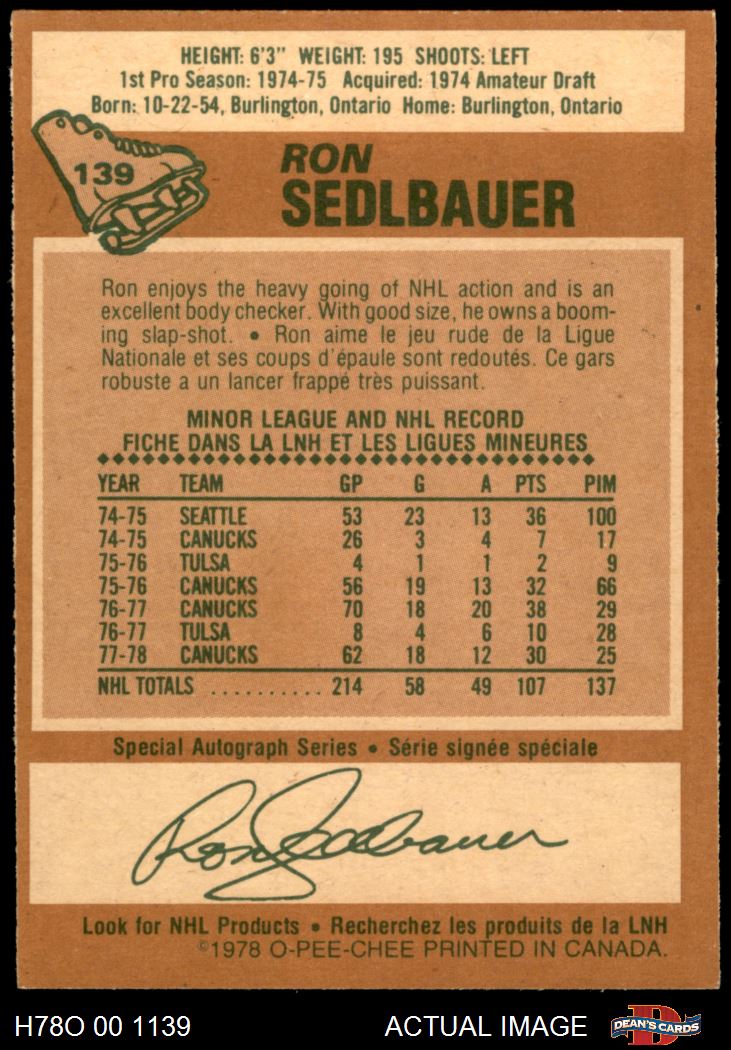 HEIGHT: 6'3" WEIGHT: 195 SHOOTS: LEFT
1st Pro Season: 1974-75 Acquired: 1974 Amateur Draft
Born: 10-22-54, Burlington, Ontario Home: Burlington, Ontario
139
RON
SEDLBAUER
Ron enjoys the heavy going of NHL action and is an
excellent body checker. With good size, he owns a boom-
ing slap-shot. • Ron aime le jeu rude de la Ligue
Nationale et ses coups d'épaule sont redoutés. Ce gars
robuste a un lancer frappé très puissant.
MINOR LEAGUE AND NHL RECORD
FICHE DANS LA LNH ET LES LIGUES MINEURES
YEAR TEAM GP G A PTS PIM
74-75 SEATTLE 53 23 13 36 100
74-75 CANUCKS 26 3 4 7 17
75-76 TULSA 4 1 1 2 9
75-76 CANUCKS 56 19 13 32 66
76-77 CANUCKS 70 18 20 38 29
76-77 TULSA 8 4 6 10 28
77-78 CANUCKS 62 18 12 30 25
NHL TOTALS .......... 214 58 49 107 137
Special Autograph Series • Série signée spéciale
Ron Sedlbauer
Look for NHL Products • Recherchez les produits de la LNH
©1978 O-PEE-CHEE PRINTED IN CANADA.
H78O 00 1139 ACTUAL IMAGE D DEAN'S CARDS